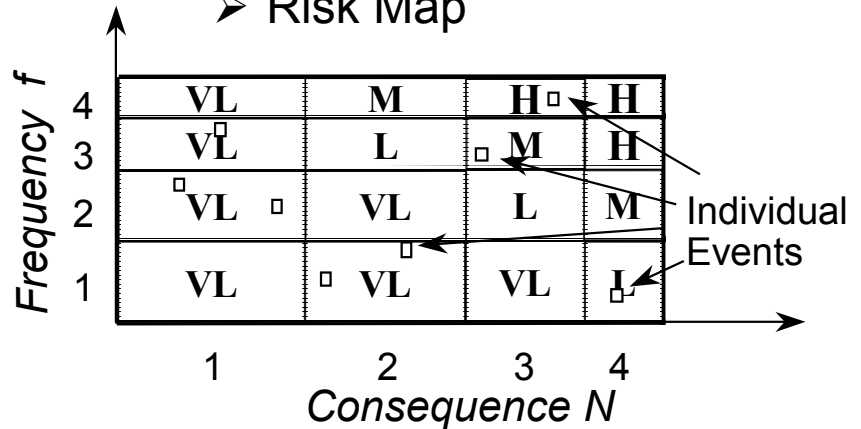 ➢ Risk Map
Frequency f
4 VL M H H
3 VL L M H
2 VL VL L M
1 VL VL VL L
Individual
Events
1 2 3 4
Consequence N